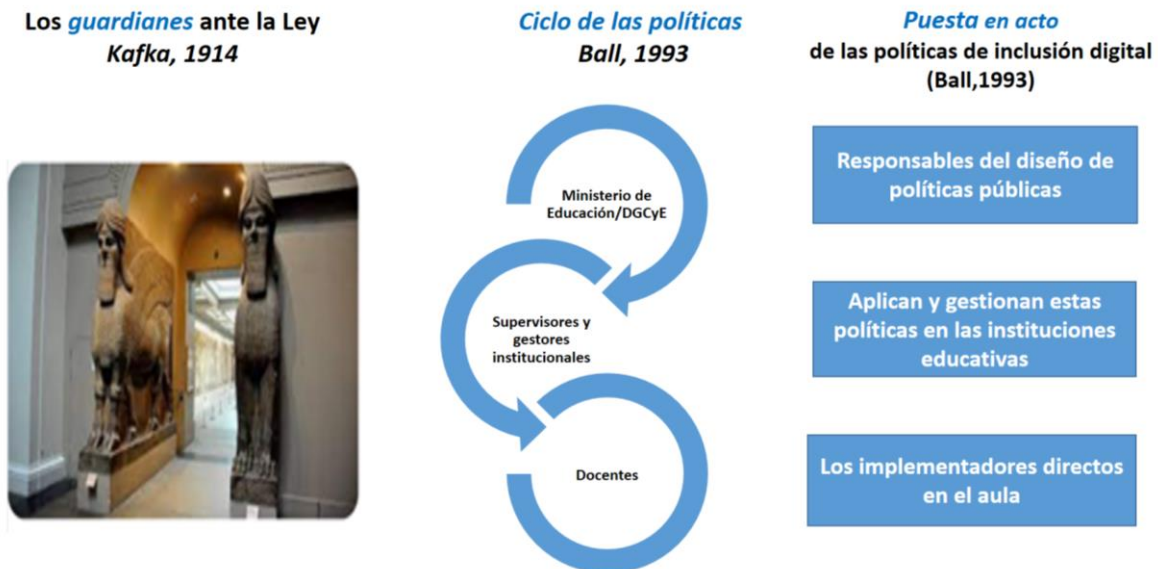 Los guardianes ante la Ley
Kafka, 1914
Ciclo de las políticas
Ball, 1993
Ministerio de
Educación/DGCyE
Supervisores y
gestores
institucionales
Docentes
Puesta en acto
de las políticas de inclusión digital
(Ball,1993)
Responsables del diseño de
políticas públicas
Aplican y gestionan estas
políticas en las instituciones
educativas
Los implementadores directos
en el aula